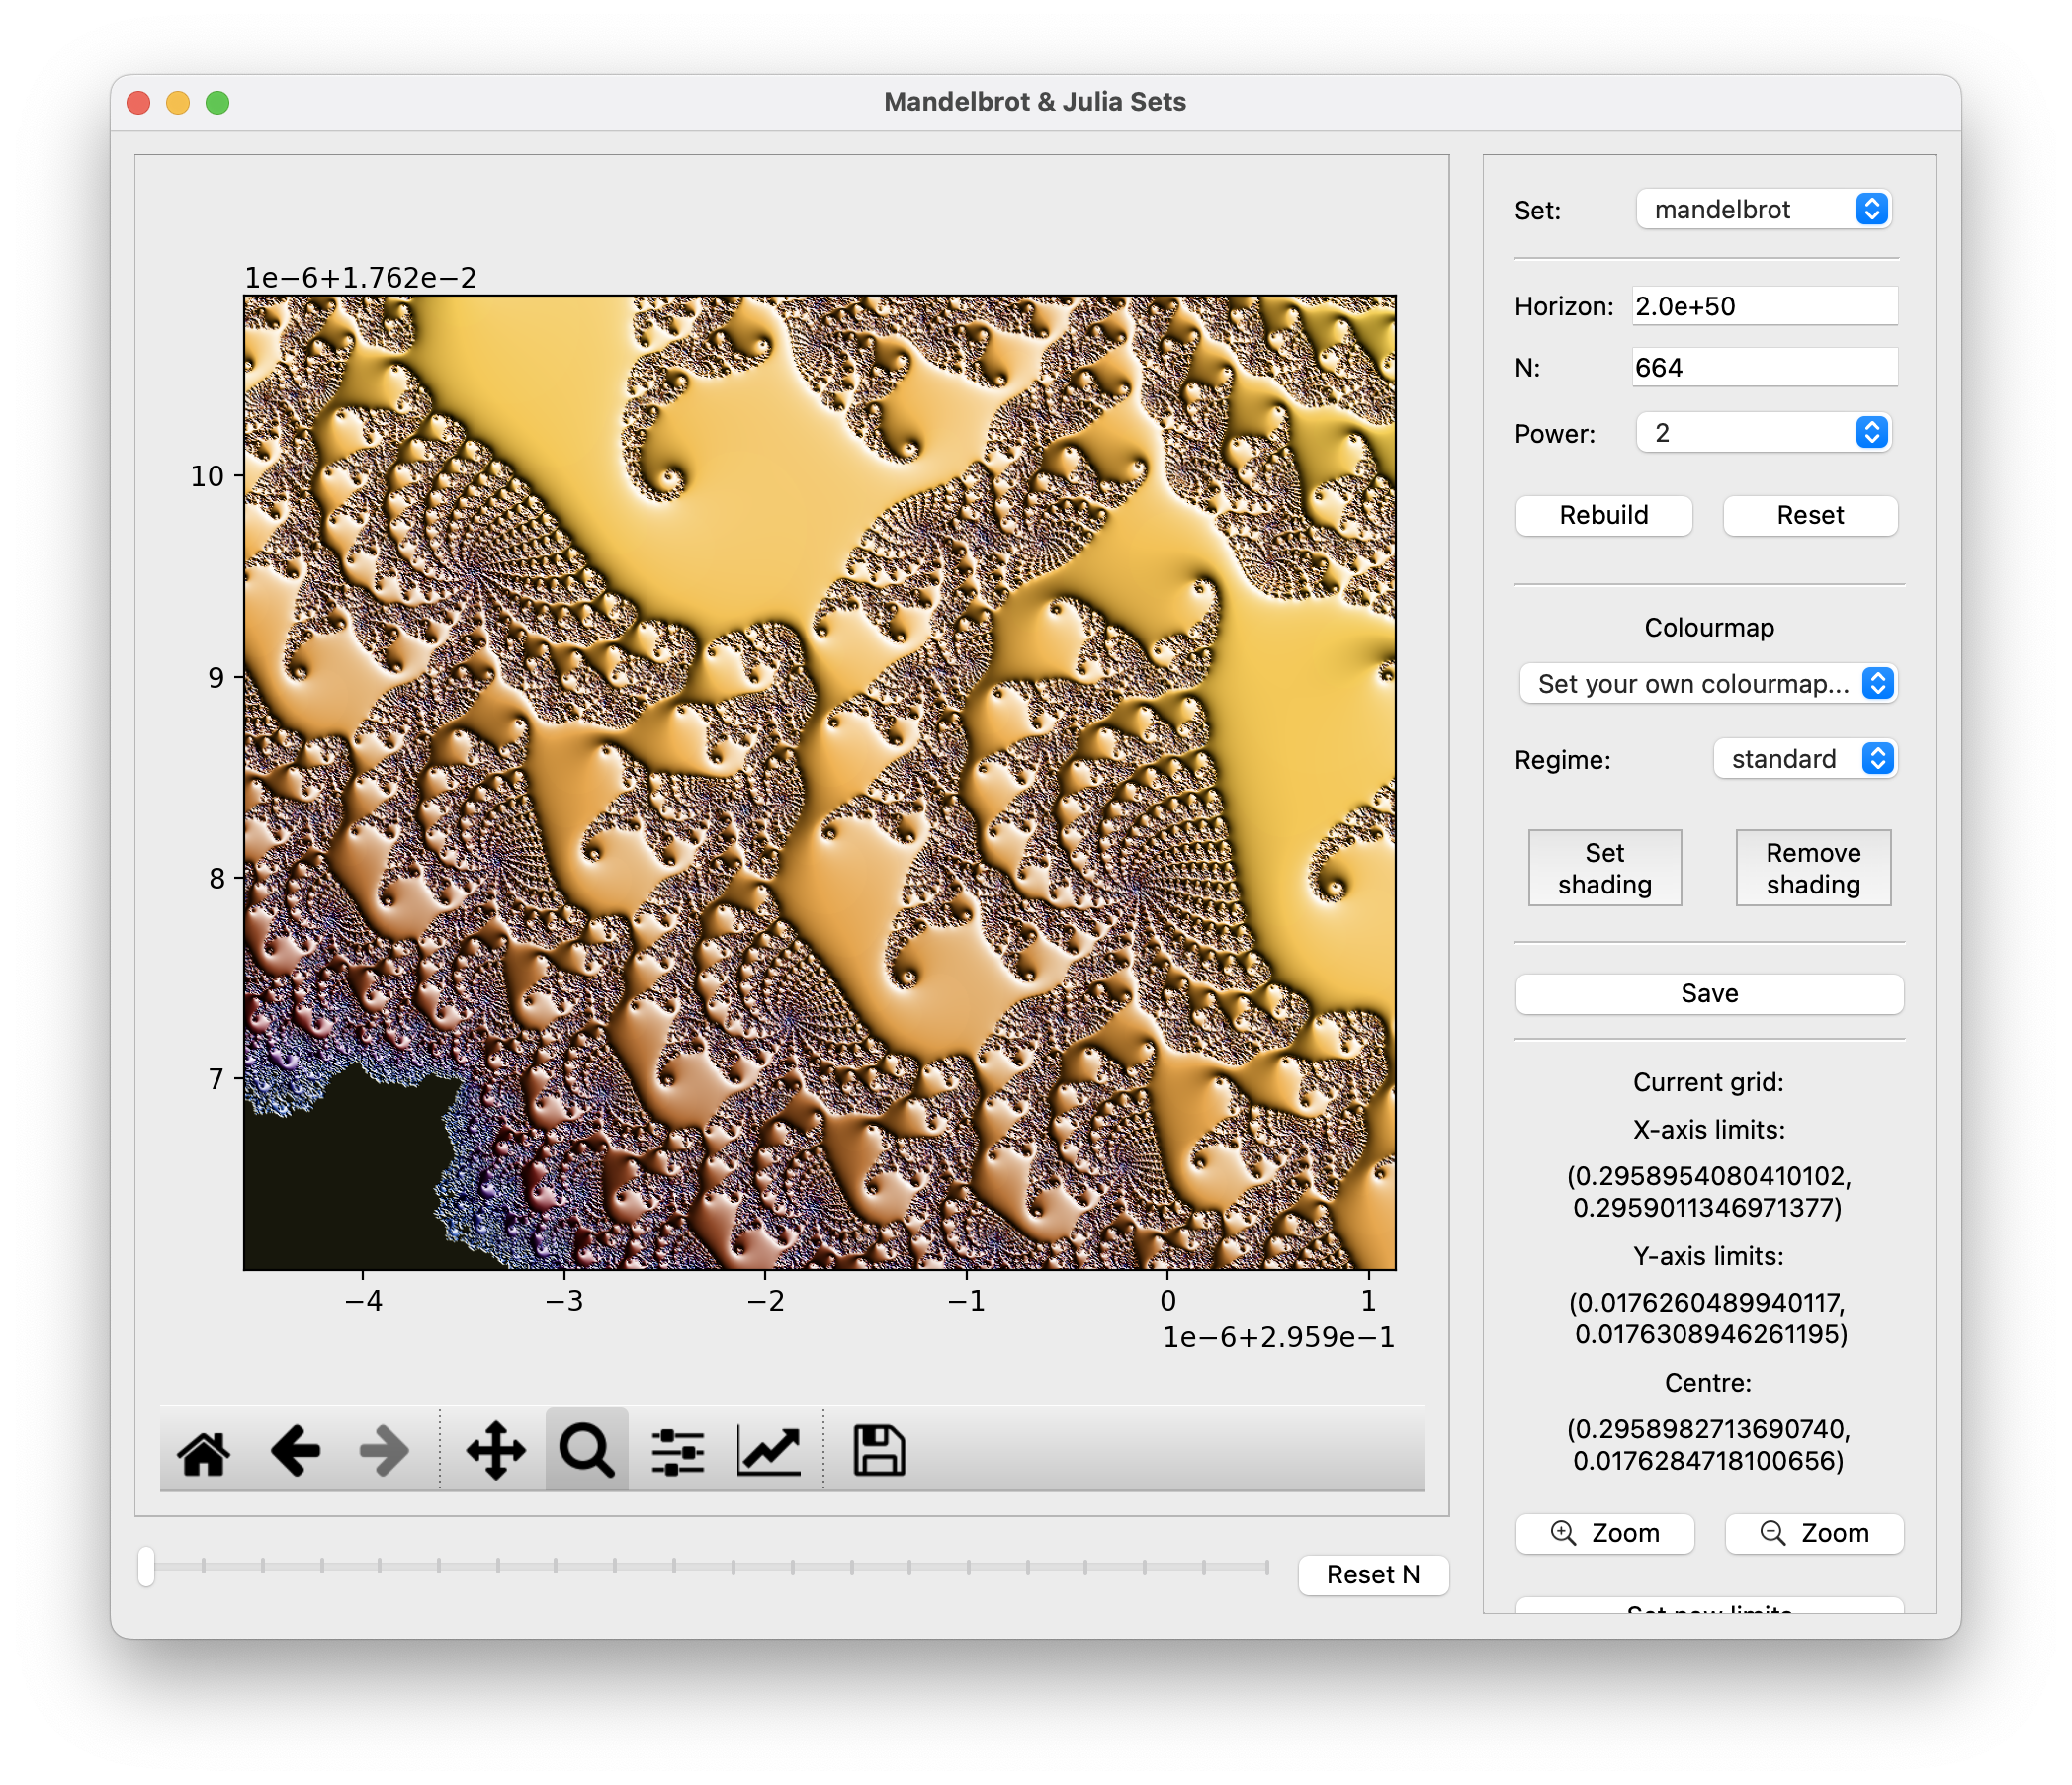 Mandelbrot & Julia Sets
1e−6+1.762e−2
10
9
8
7
−4
−3
−2
−1
0
1
1e−6+2.959e−1
Reset N
Set:
mandelbrot
Horizon:
2.0e+50
N:
664
Power:
2
Rebuild
Reset
Colourmap
Set your own colourmap...
Regime:
standard
Set
shading
Remove
shading
Save
Current grid:
X-axis limits:
(0.2958954080410102,
0.2959011346971377)
Y-axis limits:
(0.0176260489940117,
0.0176308946261195)
Centre:
(0.2958982713690740,
0.0176284718100656)
Zoom
Zoom
Set new limits